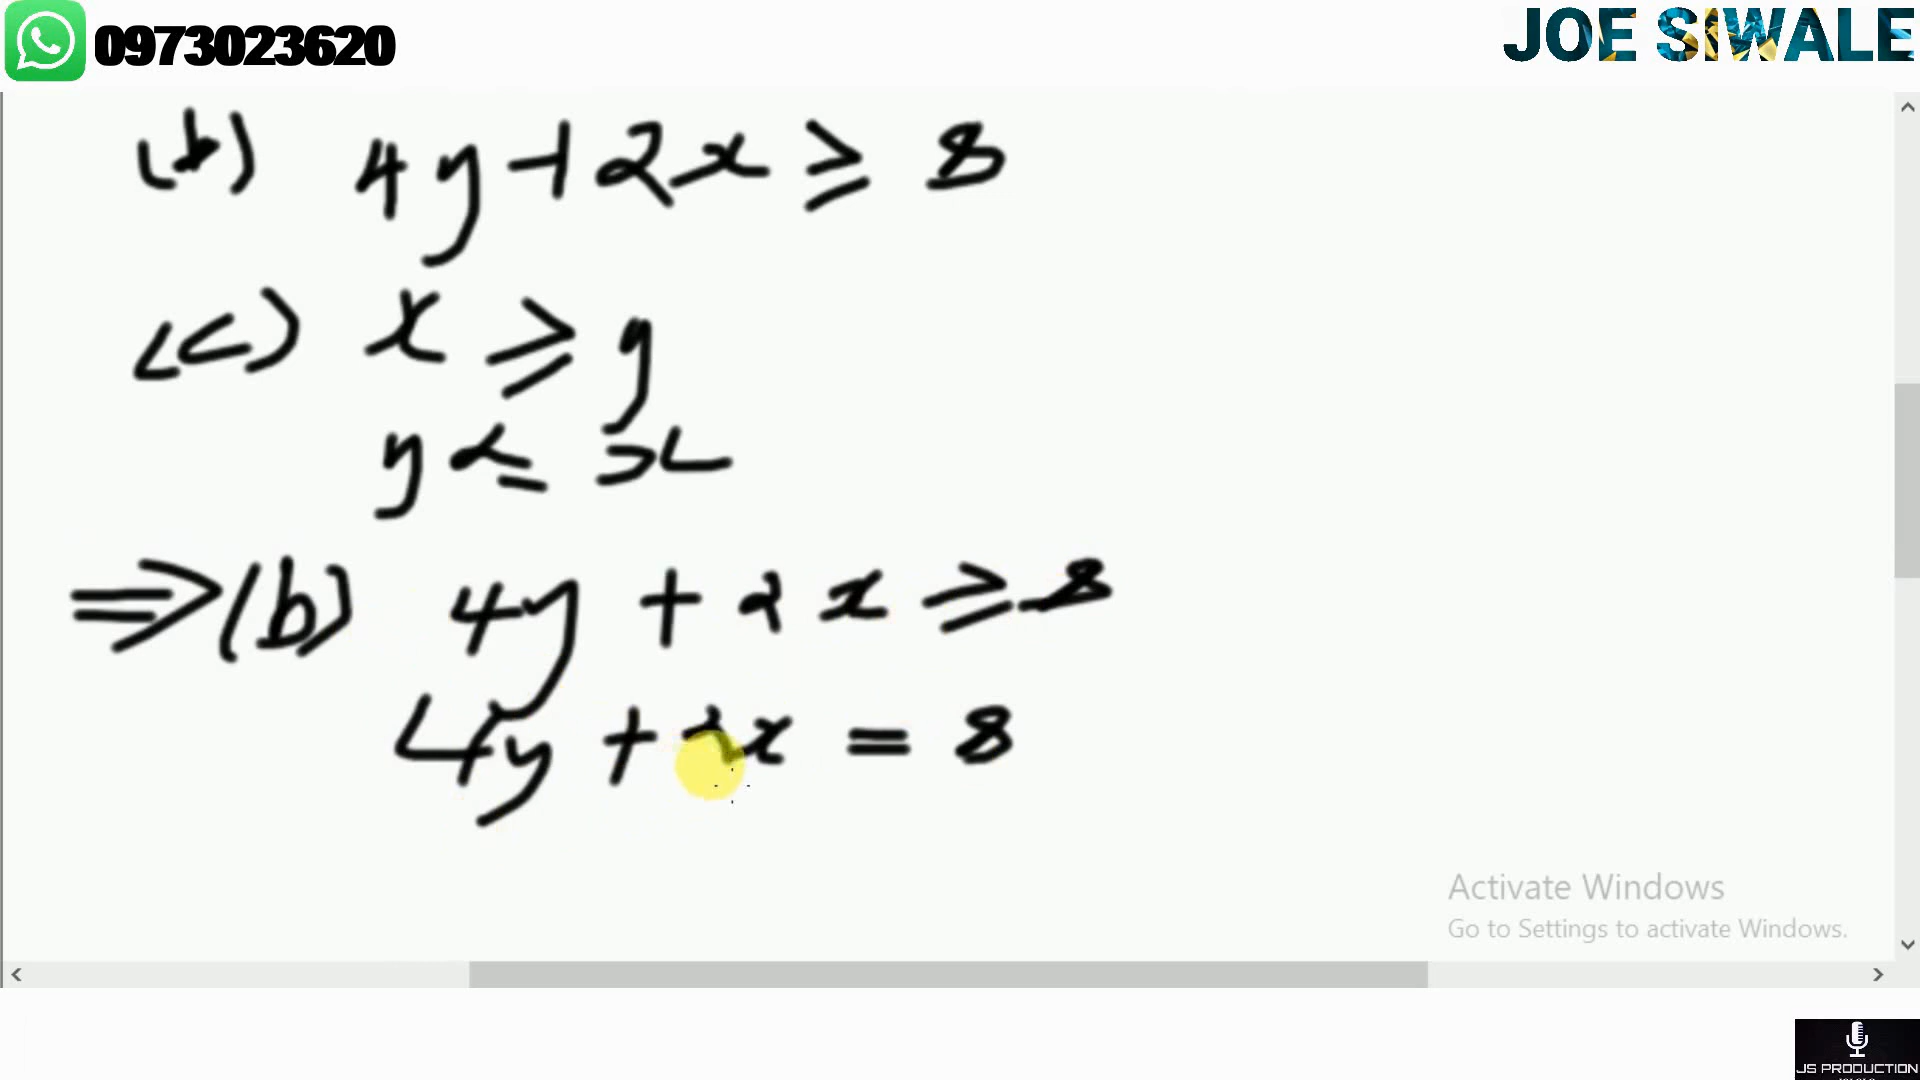 0973023620
JOE SIWALE
(b) 4y+2x ≥ 8
(c) x ≥ y
y ≤ x
⇒ (b) 4y + 2x ≥ 8
4y + 2x = 8
Activate Windows
Go to Settings to activate Windows.
JS PRODUCTION